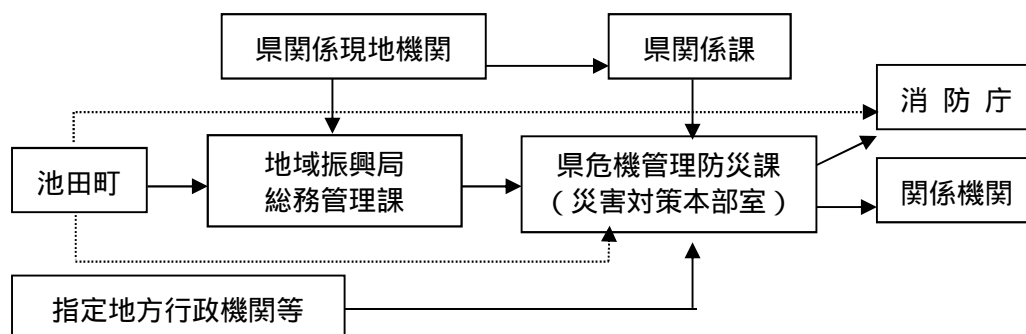 県関係現地機関
県関係課
消 防 庁
池田町
地域振興局
総務管理課
県危機管理防災課
（災害対策本部室）
関係機関
指定地方行政機関等